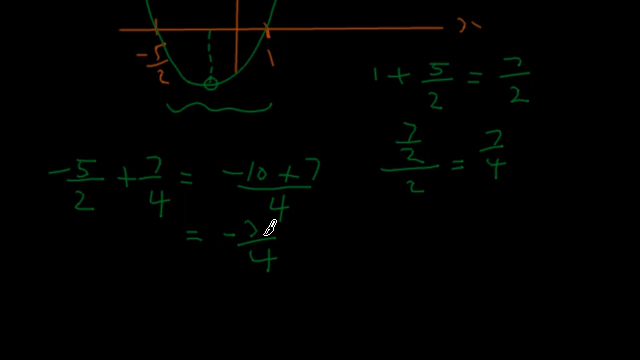 x
-5/2 1
1 + 5/2 = 7/2
(7/2)/2 = 7/4
-5/2 + 7/4 = (-10 + 7)/4
= -3/4